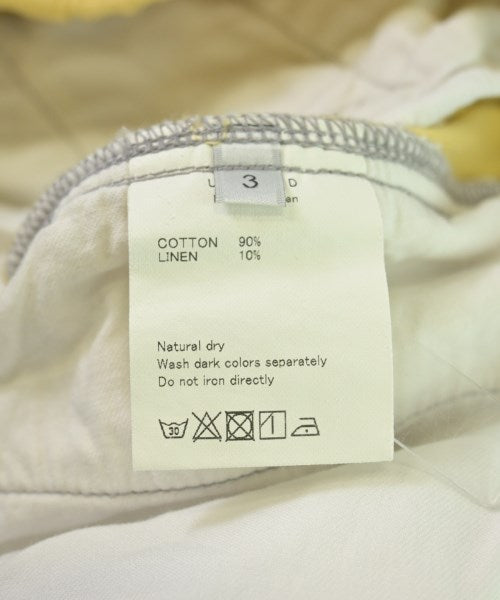 3
COTTON 90%
LINEN 10%
Natural dry
Wash dark colors separately
Do not iron directly
30